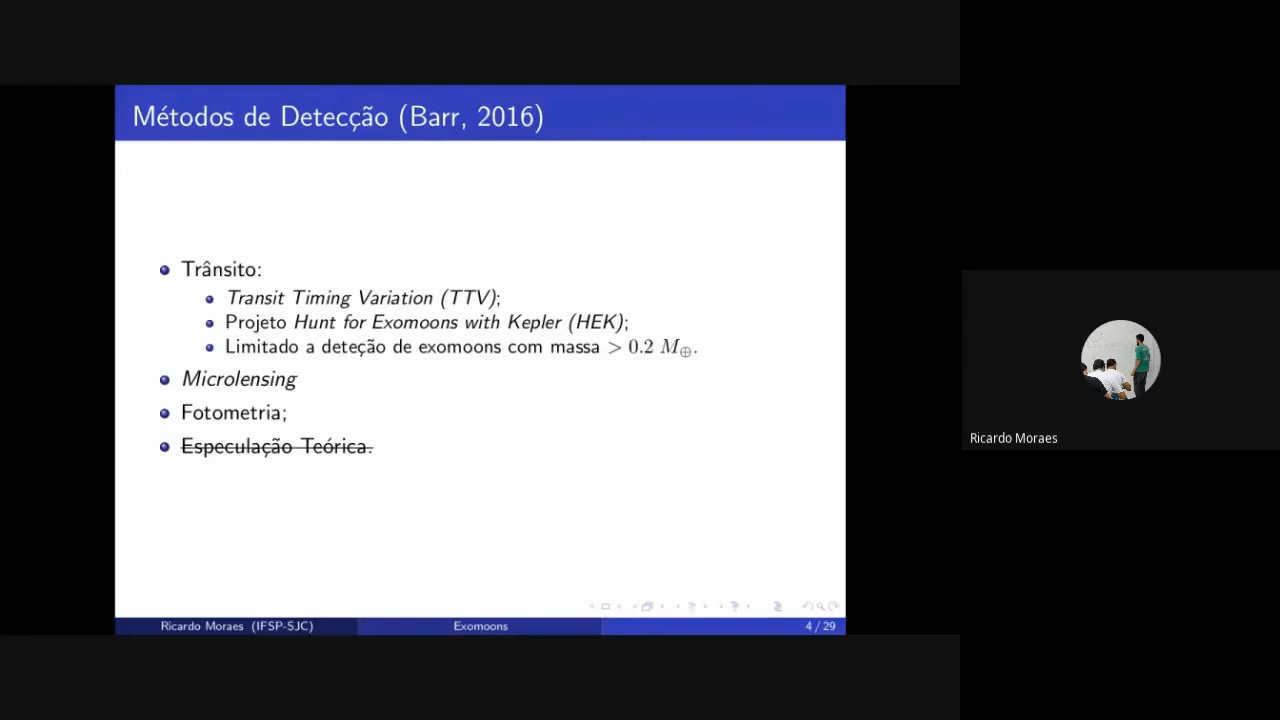 Métodos de Detecção (Barr, 2016)
Trânsito:
Transit Timing Variation (TTV);
Projeto Hunt for Exomoons with Kepler (HEK);
Limitado a deteção de exomoons com massa > 0.2 M⊕.
Microlensing
Fotometria;
Especulação Teórica.
Ricardo Moraes (IFSP-SJC) Exomoons 4 / 29
Ricardo Moraes